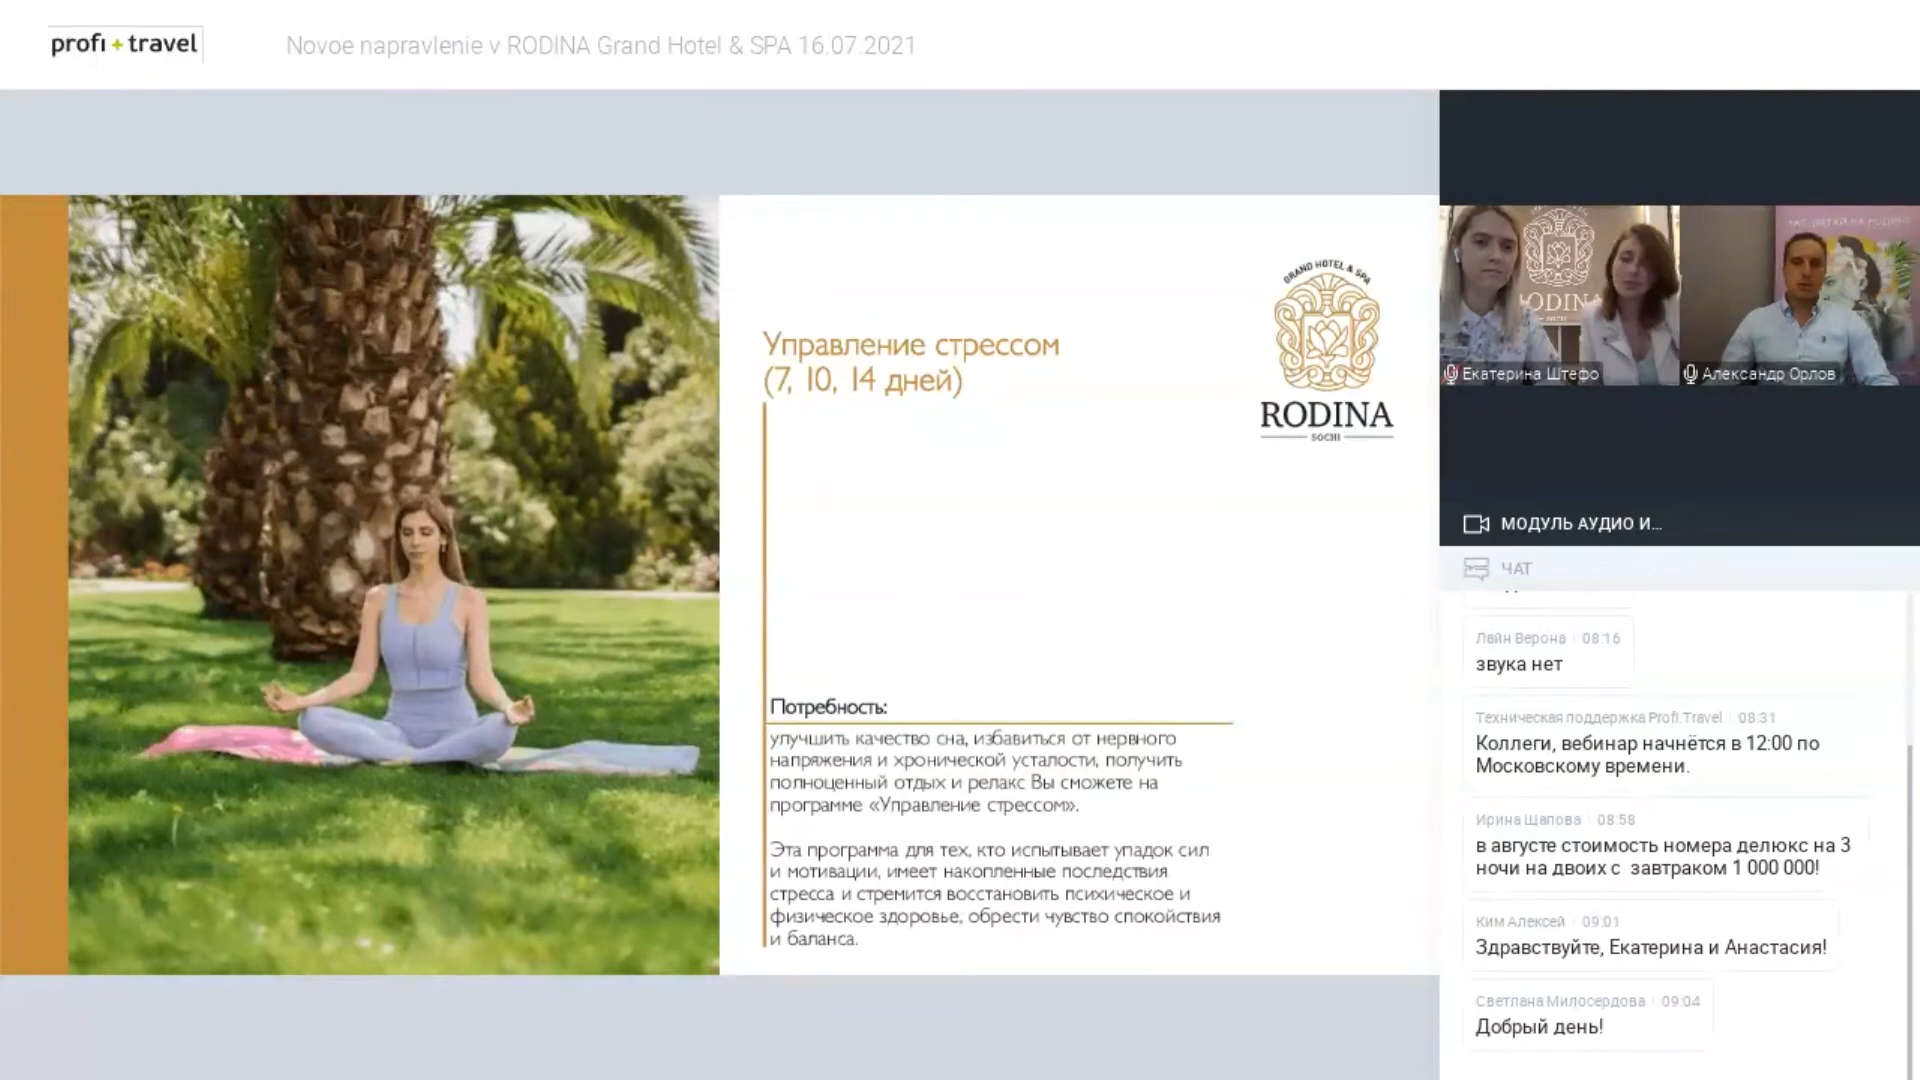 profi + travel
Novoe napravlenie v RODINA Grand Hotel & SPA 16.07.2021
GRAND HOTEL & SPA
RODINA
SOCHI
Управление стрессом
(7, 10, 14 дней)
Потребность:
улучшить качество сна, избавиться от нервного
напряжения и хронической усталости, получить
полноценный отдых и релакс Вы сможете на
программе «Управление стрессом».
Эта программа для тех, кто испытывает упадок сил
и мотивации, имеет накопленные последствия
стресса и стремится восстановить психическое и
физическое здоровье, обрести чувство спокойствия
и баланса.
Екатерина Штефо
Александр Орлов
МОДУЛЬ АУДИО И...
ЧАТ
Лайн Верона 08:16
звука нет
Техническая поддержка Profi.Travel 08:31
Коллеги, вебинар начнётся в 12:00 по
Московскому времени.
Ирина Щапова 08:58
в августе стоимость номера делюкс на 3
ночи на двоих с завтраком 1 000 000!
Ким Алексей 09:01
Здравствуйте, Екатерина и Анастасия!
Светлана Милосердова 09:04
Добрый день!